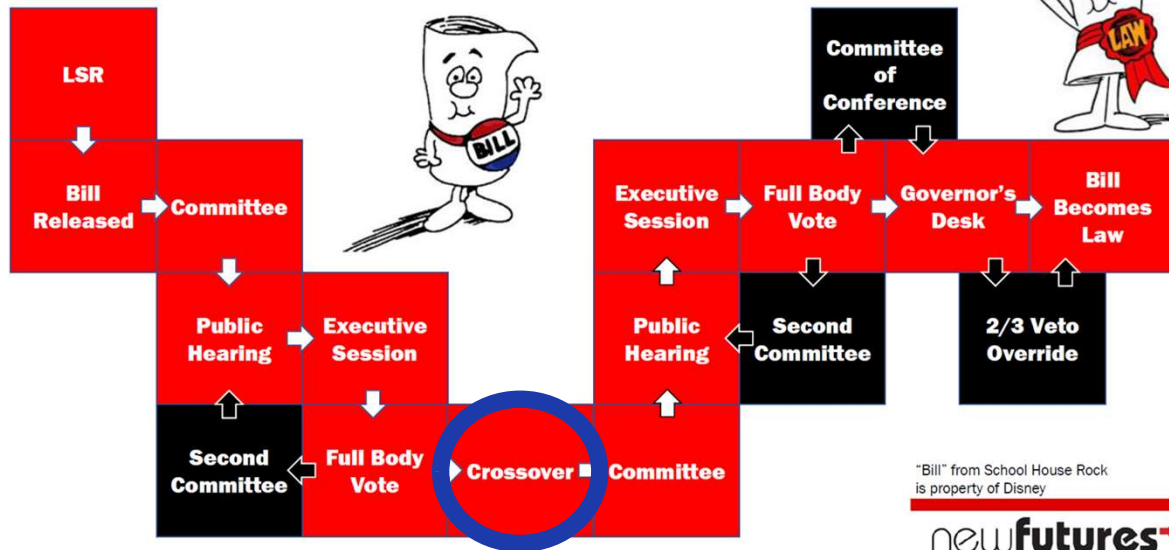 LSR
BILL
Committee
of
Conference
LAW
Bill
Released
Committee
Executive
Session
Full Body
Vote
Governor's
Desk
Bill
Becomes
Law
Public
Hearing
Executive
Session
Public
Hearing
Second
Committee
2/3 Veto
Override
Second
Committee
Full Body
Vote
Crossover
Committee
"Bill" from School House Rock
is property of Disney
newfutures